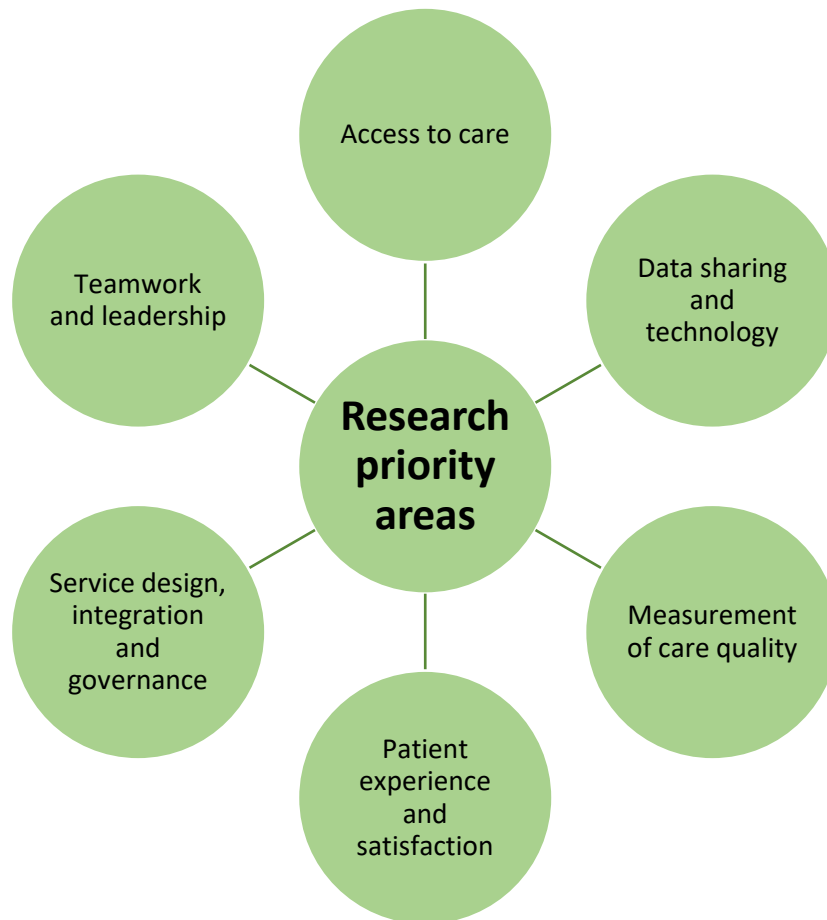 Access to care
Data sharing
and
technology
Measurement
of care quality
Patient
experience
and
satisfaction
Service design,
integration
and
governance
Teamwork
and leadership
Research
priority
areas